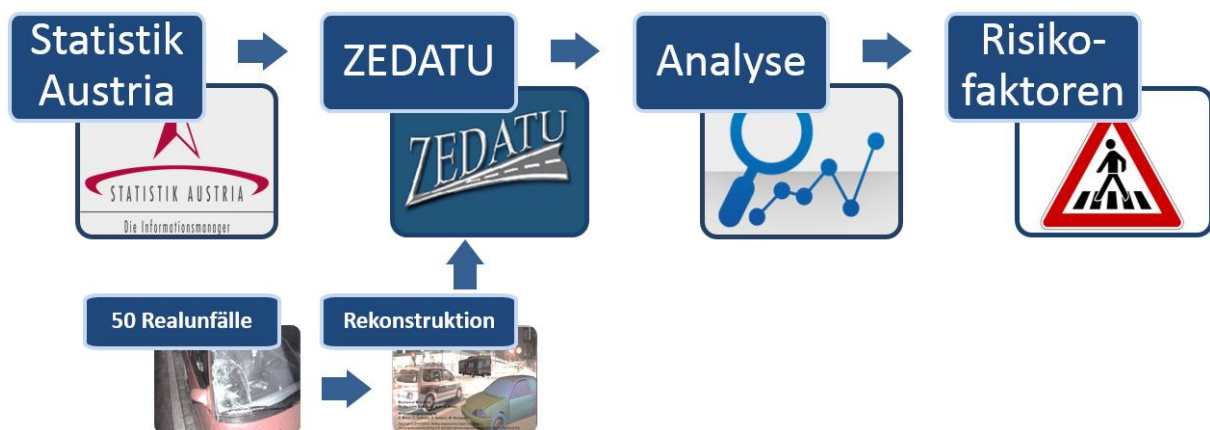 Statistik
Austria
ZEDATU
Analyse
Risiko-
faktoren
STATISTIK AUSTRIA
Die Informationsmanager
ZEDATU
50 Realunfälle
Rekonstruktion